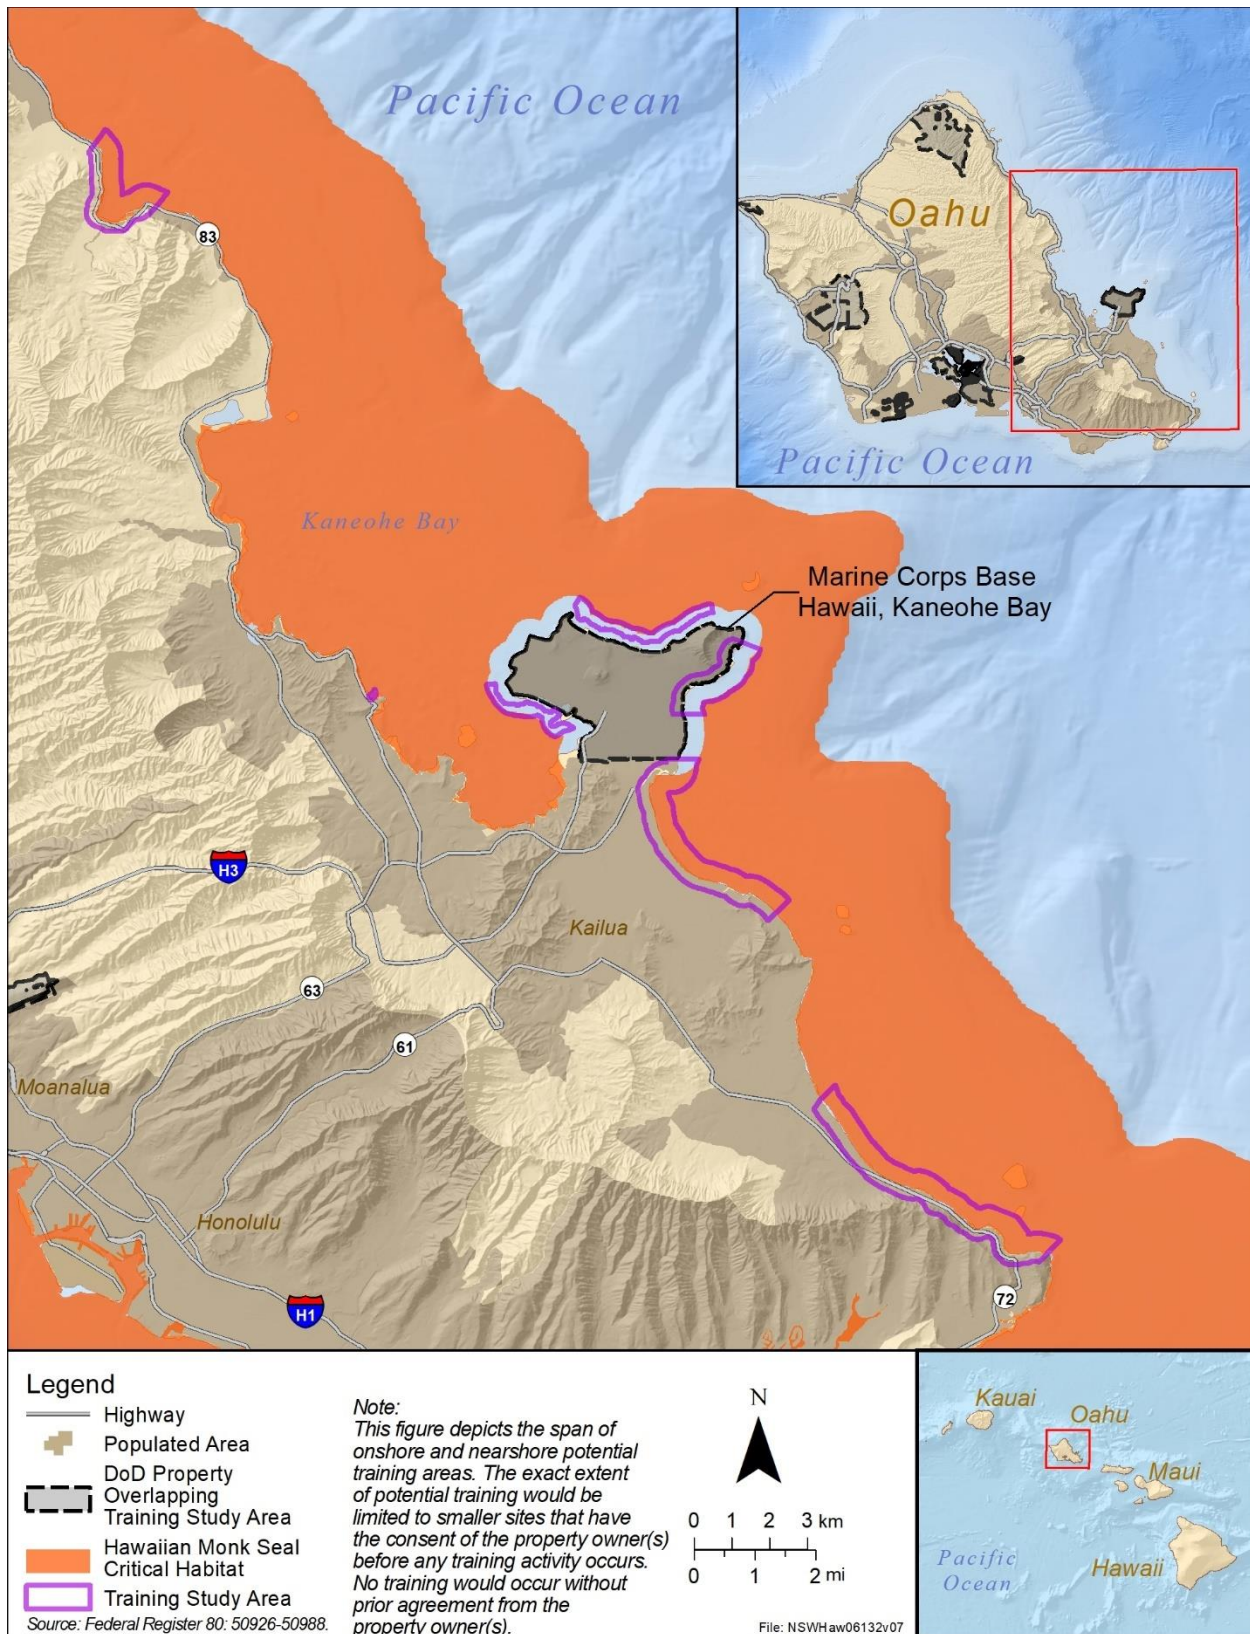 Pacific Ocean
Oahu
Pacific Ocean
83
Kaneohe Bay
Marine Corps Base
Hawaii, Kaneohe Bay
H3
Kailua
63
61
Moanalua
Honolulu
H1
72
Legend
Highway
Populated Area
DoD Property
Overlapping
Training Study Area
Hawaiian Monk Seal
Critical Habitat
Training Study Area
Source: Federal Register 80: 50926-50988.
Note:
This figure depicts the span of
onshore and nearshore potential
training areas. The exact extent
of potential training would be
limited to smaller sites that have
the consent of the property owner(s)
before any training activity occurs.
No training would occur without
prior agreement from the
property owner(s).
N
0 1 2 3 km
0 1 2 mi
File: NSWHaw06132v07
Kauai
Oahu
Maui
Pacific
Ocean
Hawaii